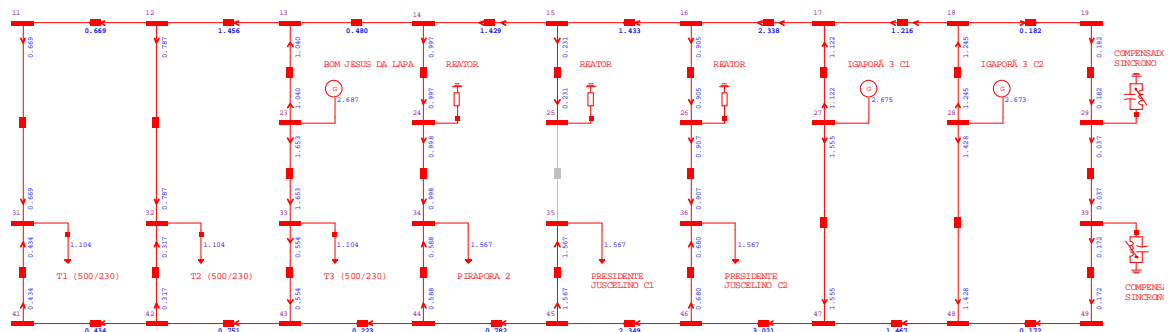 11 12 13 14 15 16 17 18 19
0.669 1.456 0.480 1.429 1.433 2.338 1.216 0.182
0.669 0.787 1.040 0.997 0.231 0.905 1.122 1.245 0.182
BOM JESUS DA LAPA REATOR REATOR REATOR IGAPORÃ 3 C1 IGAPORÃ 3 C2
SINCRONO
G 2.687 G 2.675 G 2.673
1.040 0.997 0.231 0.905 1.122 1.245 0.182
23 24 25 26 27 28 29
1.653 0.998 0.907 1.555 1.428 0.037
0.669 0.787 1.653 0.998 0.907 0.037
31 32 33 34 35 36 39
1.104 1.104 1.104 1.567 1.567 1.567
0.434 0.317 0.554 0.588 1.567 0.680 0.172
T1 (500/230) T2 (500/230) T3 (500/230) PIRAPORA 2 PRESIDENTE PRESIDENTE
JUSCELINO C1 JUSCELINO C2
SINCRONO
0.434 0.317 0.554 0.588 1.567 0.680 1.555 1.428 0.172
41 42 43 44 45 46 47 48 49
0.434 0.751 0.223 0.782 2.349 3.021 1.467 0.172